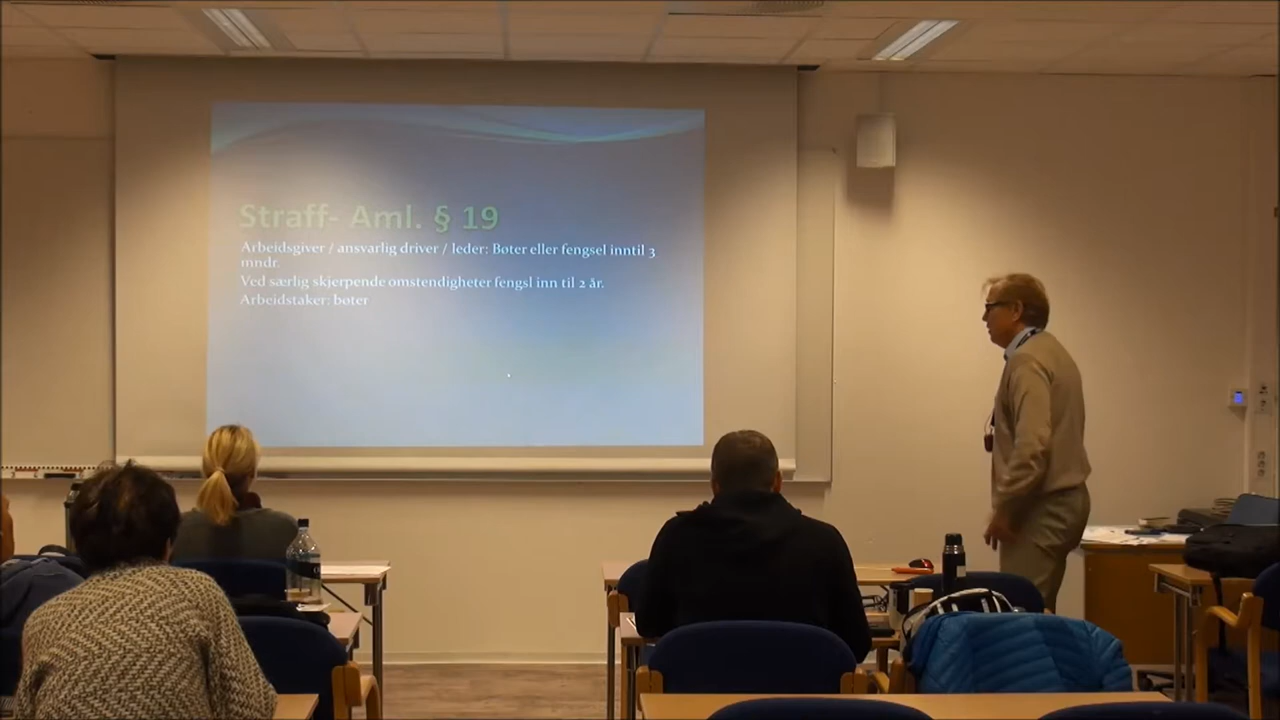 Straff- Aml. § 19
Arbeidsgiver / ansvarlig driver / leder: Bøter eller fengsel inntil 3
mndr.
Ved særlig skjerpende omstendigheter fengsl inn til 2 år.
Arbeidstaker: bøter